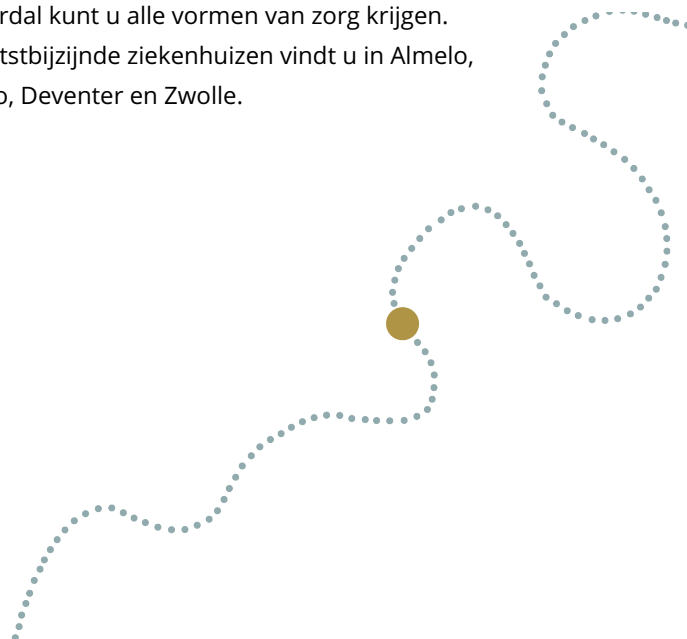 rdal kunt u alle vormen van zorg krijgen.
tstbijzijnde ziekenhuizen vindt u in Almelo,
o, Deventer en Zwolle.